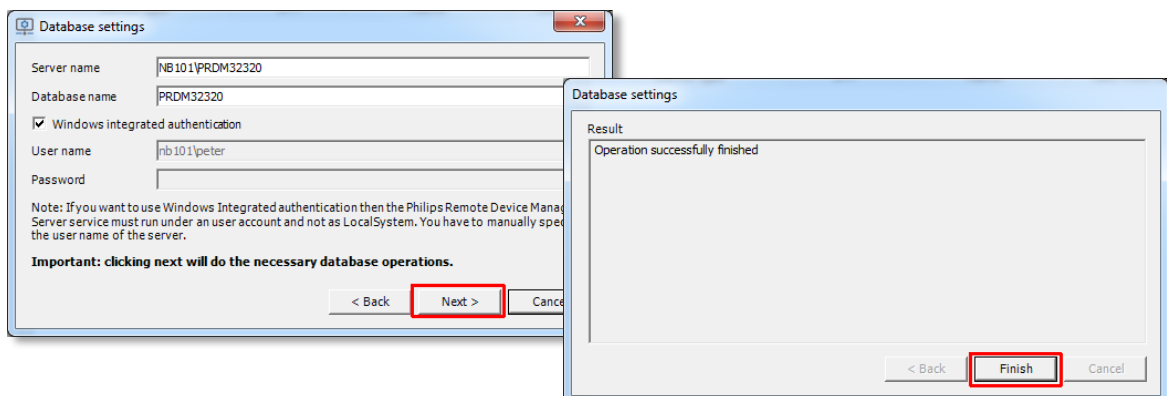 Database settings
x
Server name
NB101\PRDM32320
Database name
PRDM32320
Windows integrated authentication
User name
nb101\peter
Password
Note: If you want to use Windows Integrated authentication then the Philips Remote Device
Server service must run under an user account and not as LocalSystem. You have to manually
the user name of the server.
Important: clicking next will do the necessary database operations.
< Back
Next >
Database settings
Result
Operation successfully finished
< Back
Finish
Cancel